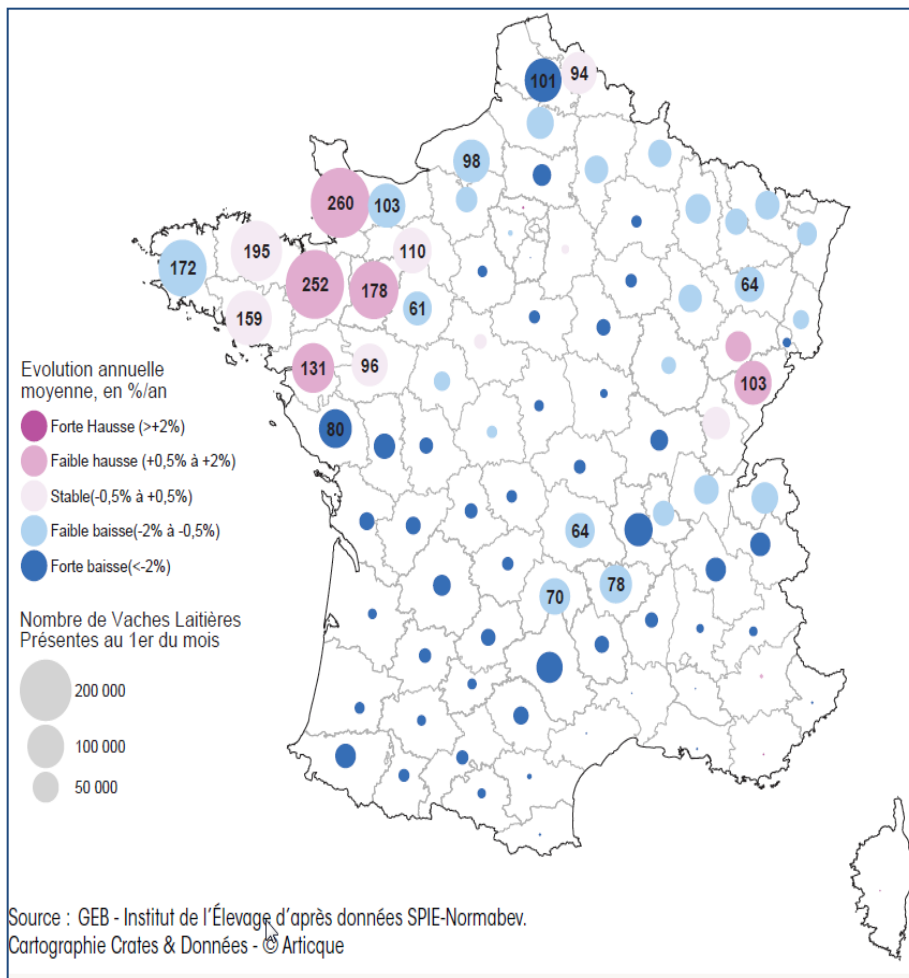 101
94
98
260
103
195
110
172
252
178
64
61
159
131
96
103
80
64
78
70
Evolution annuelle
moyenne, en %/an
Forte Hausse (>+2%)
Faible hausse (+0,5% à +2%)
Stable(-0,5% à +0,5%)
Faible baisse(-2% à -0,5%)
Forte baisse(<-2%)
Nombre de Vaches Laitières
Présentes au 1er du mois
200 000
100 000
50 000
Source : GEB - Institut de l'Élevage d'après données SPIE-Normabev.
Cartographie Crates & Données - © Articque